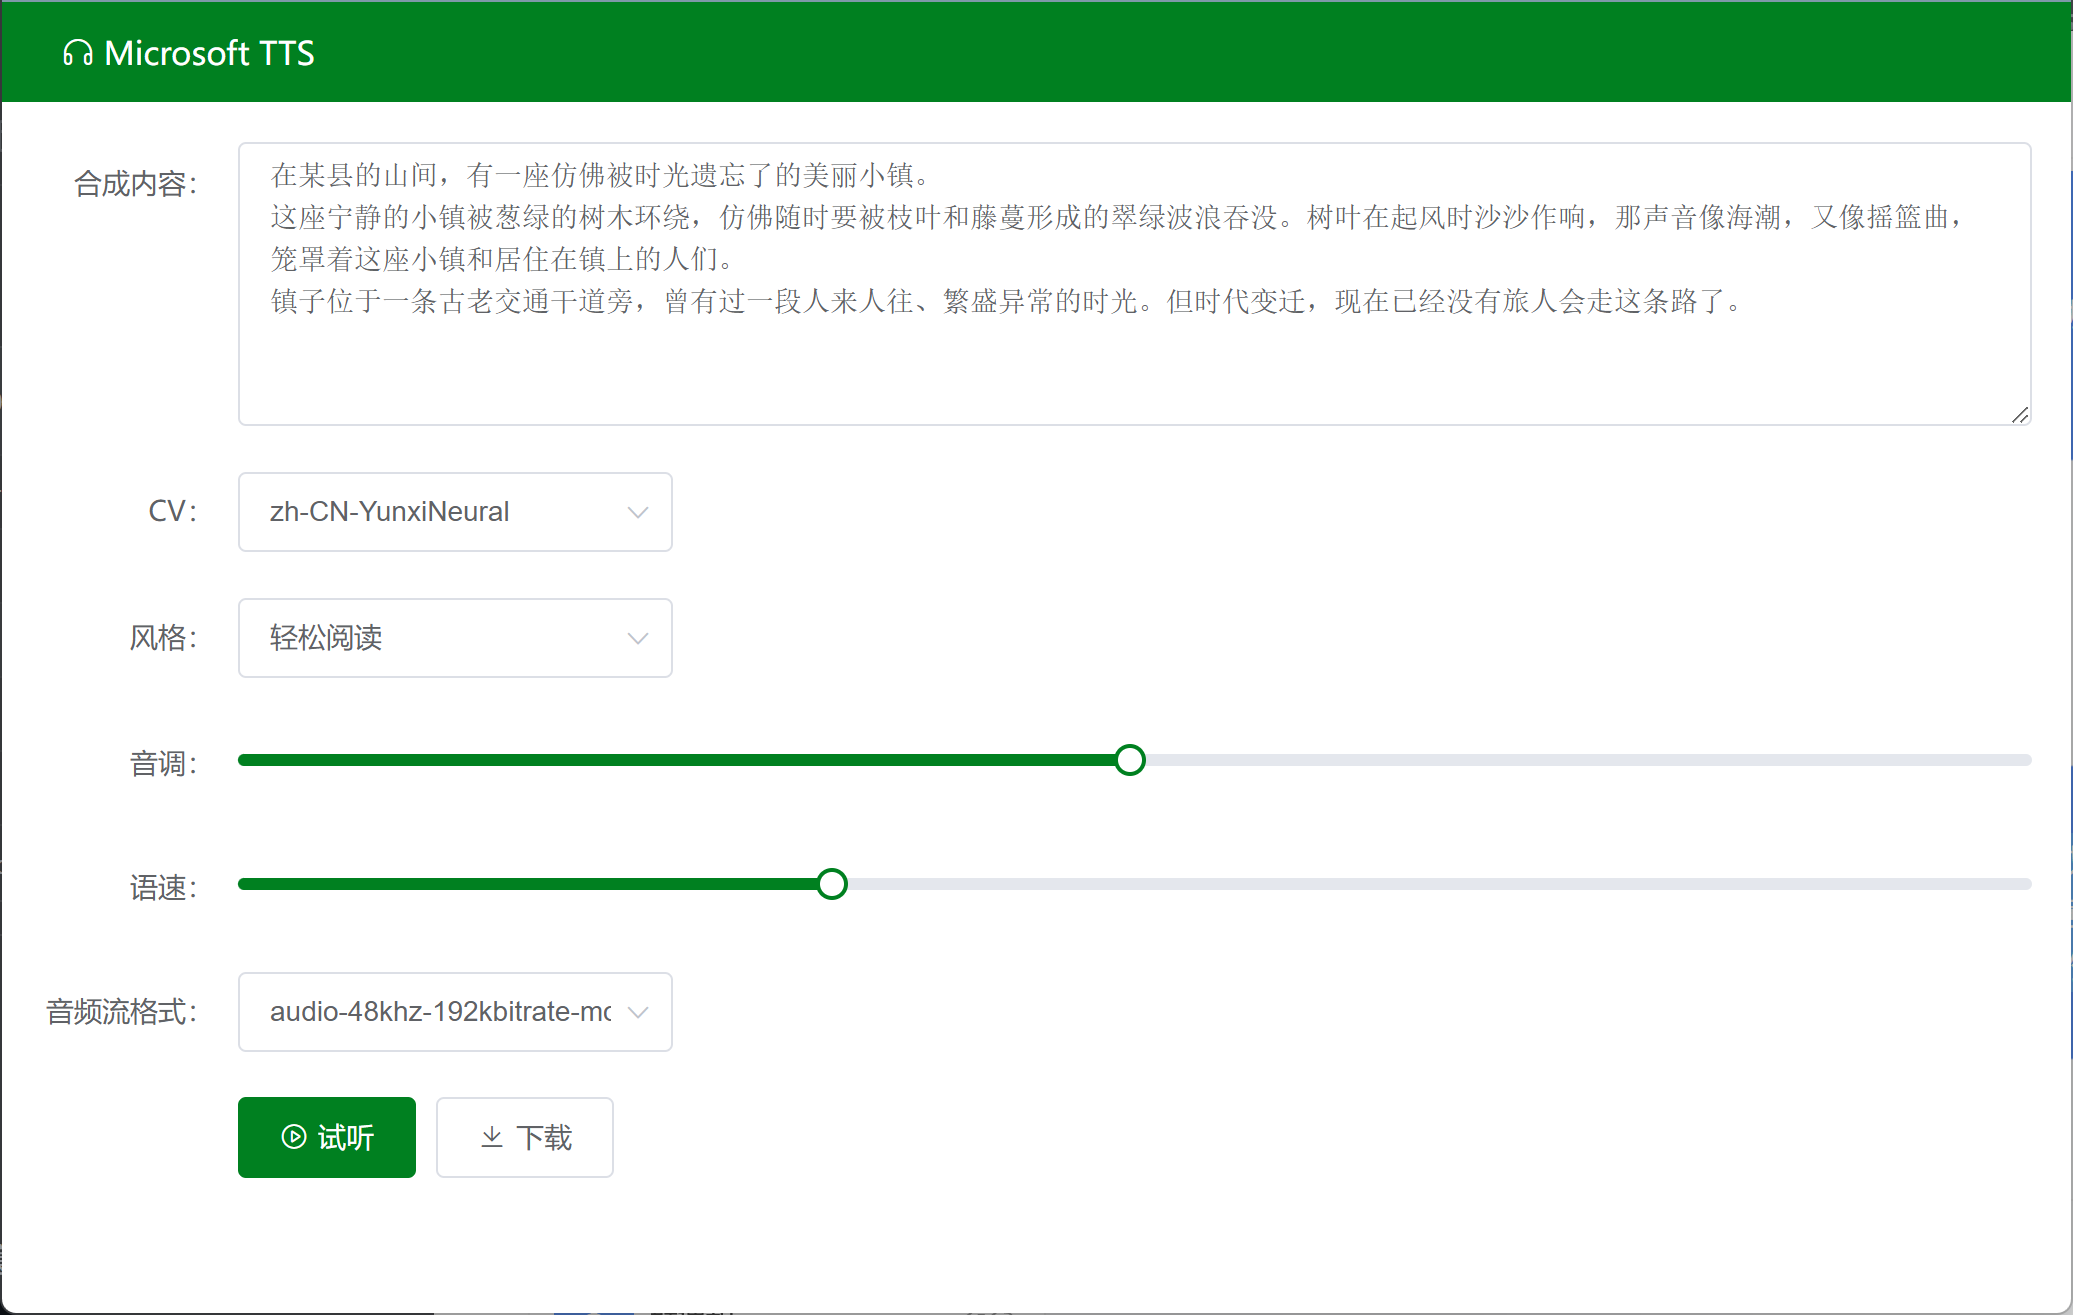 Microsoft TTS
合成内容：
在某县的山间，有一座仿佛被时光遗忘了的美丽小镇。
这座宁静的小镇被葱绿的树木环绕，仿佛随时要被枝叶和藤蔓形成的翠绿波浪吞没。树叶在起风时沙沙作响，那声音像海潮，又像摇篮曲，
笼罩着这座小镇和居住在镇上的人们。
镇子位于一条古老交通干道旁，曾有过一段人来人往、繁盛异常的时光。但时代变迁，现在已经没有旅人会走这条路了。
CV：
zh-CN-YunxiNeural
风格：
轻松阅读
音调：
语速：
音频流格式：
audio-48khz-192kbitrate-mc
试听
下载